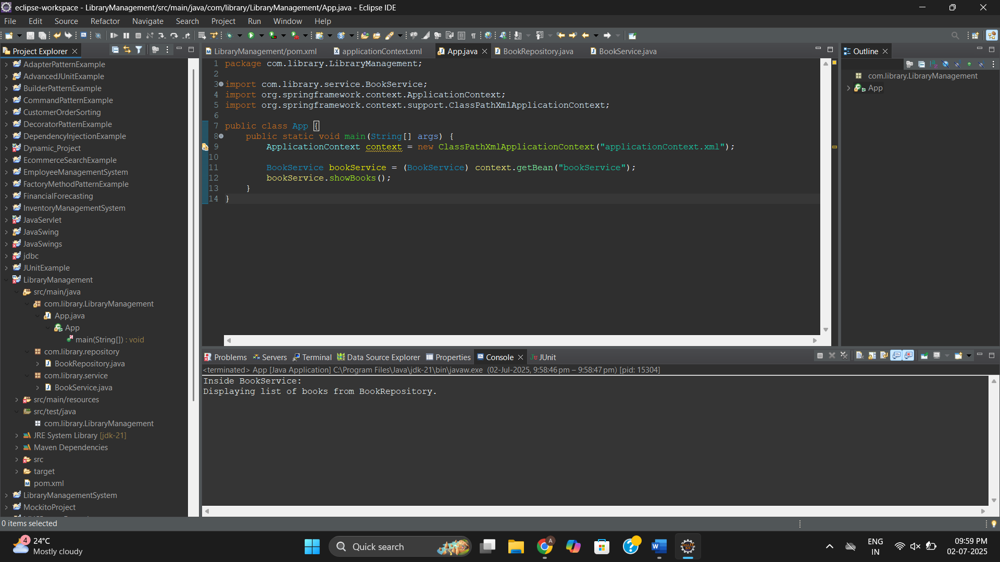 eclipse-workspace - LibraryManagement/src/main/java/com/library/LibraryManagement/App.java - Eclipse IDE
File Edit Source Refactor Navigate Search Project Run Window Help
Project Explorer
AdapterPatternExample
AdvancedJUnitExample
BuilderPatternExample
CommandPatternExample
CustomerOrderSorting
DecoratorPatternExample
DependencyInjectionExample
Dynamic_Project
EcommerceSearchExample
EmployeeManagementSystem
FactoryMethodPatternExample
FinancialForecasting
InventoryManagementSystem
JavaServlet
JavaSwing
JavaSwings
jdbc
JUnitExample
LibraryManagement
src/main/java
com.library.LibraryManagement
App.java
App
main(String[]) : void
com.library.repository
BookRepository.java
com.library.service
BookService.java
src/main/resources
src/test/java
com.library.LibraryManagement
JRE System Library [jdk-21]
Maven Dependencies
src
target
pom.xml
LibraryManagementSystem
MockitoProject
LibraryManagement/pom.xml applicationContext.xml App.java BookRepository.java BookService.java
1 package com.library.LibraryManagement;
2
3 import com.library.service.BookService;
4 import org.springframework.context.ApplicationContext;
5 import org.springframework.context.support.ClassPathXmlApplicationContext;
6
7 public class App {
8 public static void main(String[] args) {
9 ApplicationContext context = new ClassPathXmlApplicationContext("applicationContext.xml");
10
11 BookService bookService = (BookService) context.getBean("bookService");
12 bookService.showBooks();
13 }
14 }
Outline
com.library.LibraryManagement
App
Problems Servers Terminal Data Source Explorer Properties Console JUnit
<terminated> App [Java Application] C:\Program Files\Java\jdk-21\bin\javaw.exe (02-Jul-2025, 9:58:46 pm – 9:58:47 pm) [pid: 15304]
Inside BookService:
Displaying list of books from BookRepository.
0 items selected
4
24°C
Mostly cloudy
Quick search
A
ENG
IN
09:59 PM
02-07-2025